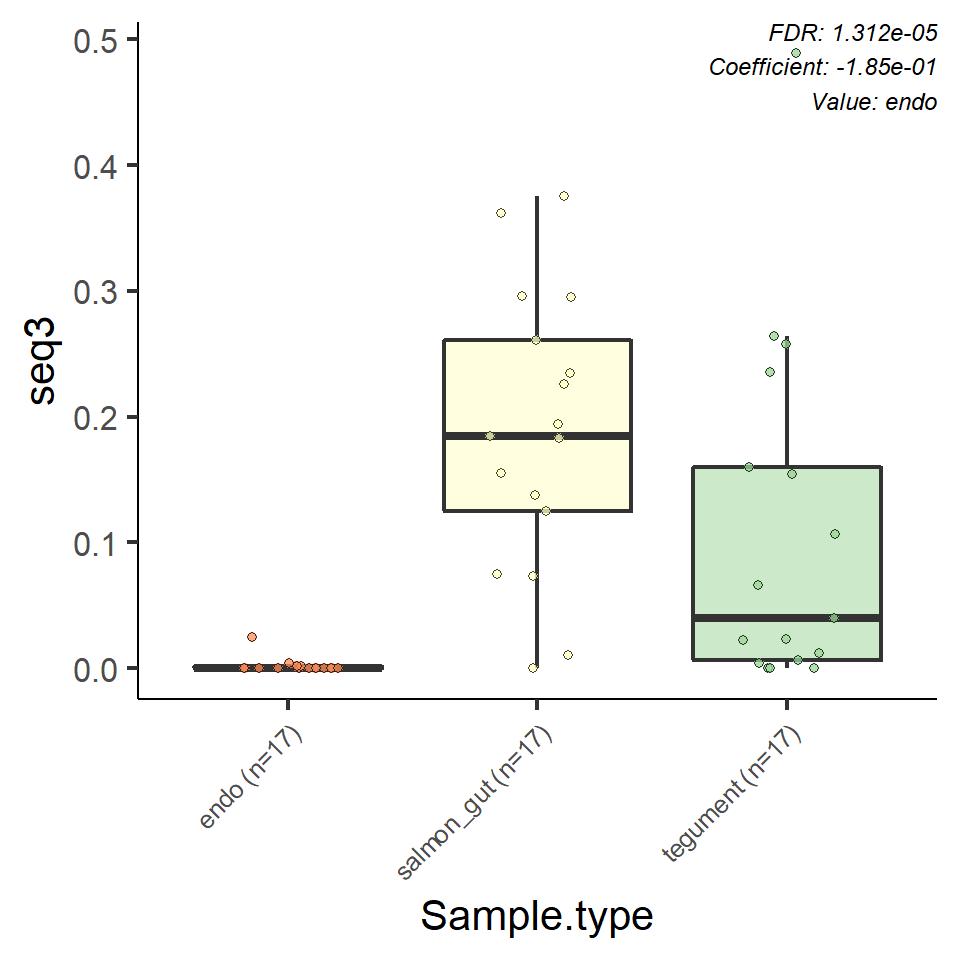 FDR: 1.312e-05
Coefficient: -1.85e-01
Value: endo
seq3
0.5
0.4
0.3
0.2
0.1
0.0
endo (n=17)
salmon_gut (n=17)
tegument (n=17)
Sample.type